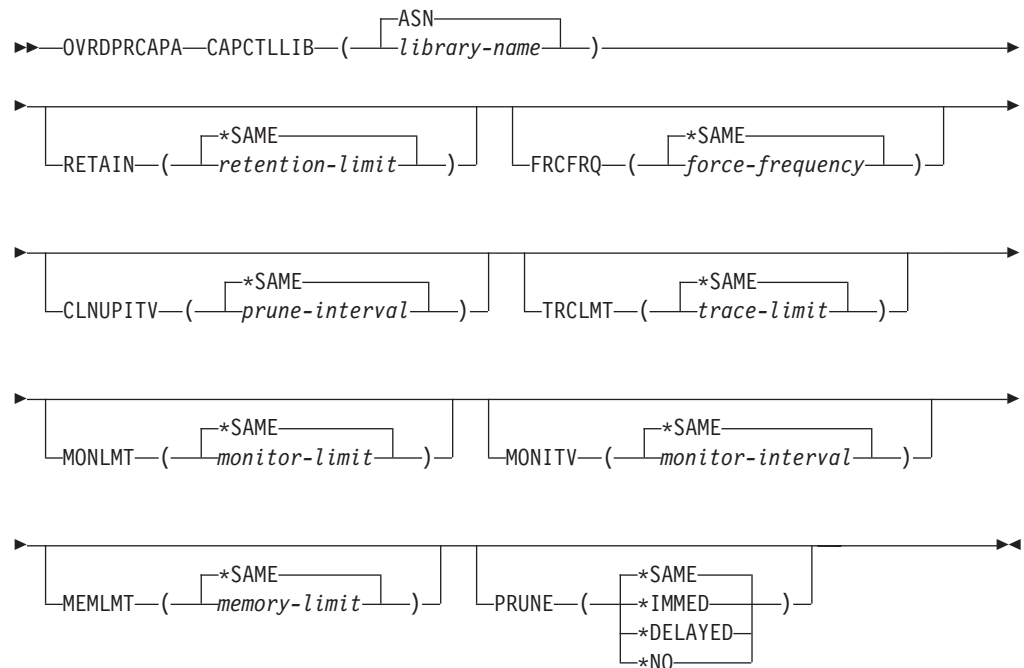 ASN
OVRDPRCAPA CAPCTLLIB ( library-name )
*SAME *SAME
RETAIN ( retention-limit ) FRCFRQ ( force-frequency )
*SAME *SAME
CLNUPITV ( prune-interval ) TRCLMT ( trace-limit )
*SAME *SAME
MONLMT ( monitor-limit ) MONITV ( monitor-interval )
*SAME *SAME
MEMLMT ( memory-limit ) PRUNE ( *IMMED )
*DELAYED
*NO